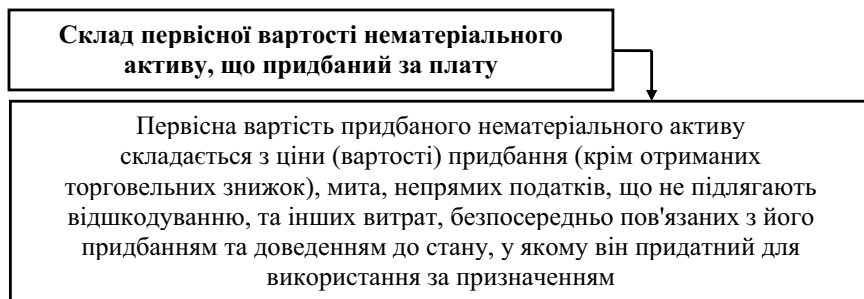 Склад первісної вартості нематеріального
активу, що придбаний за плату
Первісна вартість придбаного нематеріального активу
складається з ціни (вартості) придбання (крім отриманих
торговельних знижок), мита, непрямих податків, що не підлягають
відшкодуванню, та інших витрат, безпосередньо пов'язаних з його
придбанням та доведенням до стану, у якому він придатний для
використання за призначенням